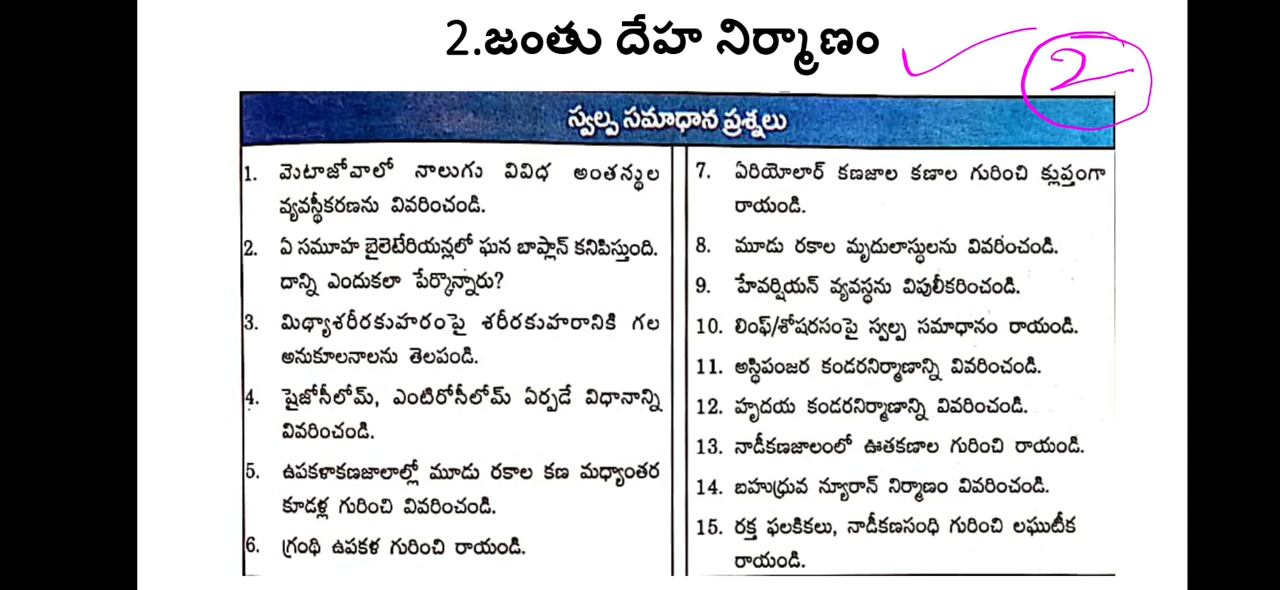 2.జంతు దేహ నిర్మాణం
2
స్వల్ప సమాధాన ప్రశ్నలు
1. మెటాజోవాలో నాలుగు వివిధ అంతస్థుల
వ్యవస్థీకరణను వివరించండి.
2. ఏ సమూహ బైలెటేరియన్లలో ఘన బాప్లాన్ కనిపిస్తుంది.
దాన్ని ఎందుకలా పేర్కొన్నారు?
3. మిథ్యాశరీరకుహరంపై శరీరకుహరానికి గల
అనుకూలనాలను తెలపండి.
4. షైజోసీలోమ్, ఎంటిరోసీలోమ్ ఏర్పడే విధానాన్ని
వివరించండి.
5. ఉపకళాకణజాలాల్లో మూడు రకాల కణ మధ్యాంతర
కూడళ్ల గురించి వివరించండి.
6. గ్రంథి ఉపకళ గురించి రాయండి.
7. ఏరియోలార్ కణజాల కణాల గురించి క్లుప్తంగా
రాయండి.
8. మూడు రకాల మృదులాస్థులను వివరించండి.
9. హేవర్షియన్ వ్యవస్థను విపులీకరించండి.
10. లింఫ్/శోషరసంపై స్వల్ప సమాధానం రాయండి.
11. అస్థిపంజర కండరనిర్మాణాన్ని వివరించండి.
12. హృదయ కండరనిర్మాణాన్ని వివరించండి.
13. నాడీకణజాలంలో ఊతకణాల గురించి రాయండి.
14. బహుధ్రువ న్యూరాన్ నిర్మాణం వివరించండి.
15. రక్త ఫలకికలు, నాడీకణసంధి గురించి లఘుటీక
రాయండి.